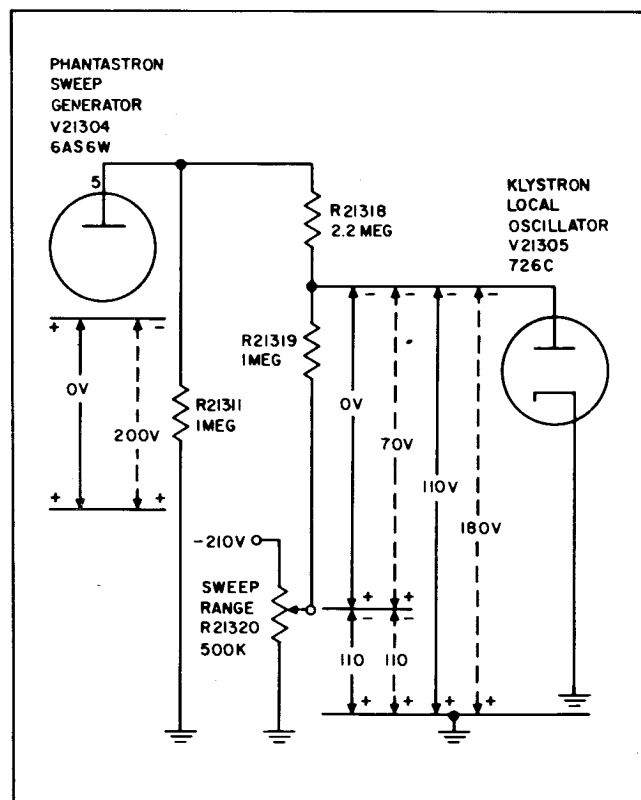 PHANTASTRON
SWEEP
GENERATOR
V21304
6AS6W
5
R21318
2.2 MEG
KLYSTRON
LOCAL
OSCILLATOR
V21305
726C
+ -
0V
200V
+ +
R21311
1MEG
R21319
1MEG
- - - -
0V
70V
110V
180V
-210V
SWEEP
RANGE
R21320
500K
+ +
- -
110 110
+ + + +